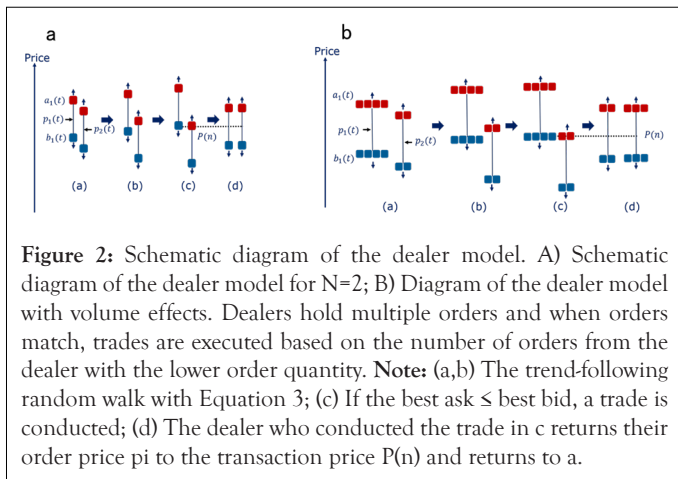 a
b
Price
a₁(t)
p₁(t)
b₁(t)
p₂(t)
P(n)
(a)
(b)
(c)
(d)
Price
a₁(t)
p₁(t)
b₁(t)
p₂(t)
P(n)
(a)
(b)
(c)
(d)
Figure 2: Schematic diagram of the dealer model. A) Schematic
diagram of the dealer model for N=2; B) Diagram of the dealer model
with volume effects. Dealers hold multiple orders and when orders
match, trades are executed based on the number of orders from the
dealer with the lower order quantity. Note: (a,b) The trend-following
random walk with Equation 3; (c) If the best ask ≤ best bid, a trade is
conducted; (d) The dealer who conducted the trade in c returns their
order price pi to the transaction price P(n) and returns to a.